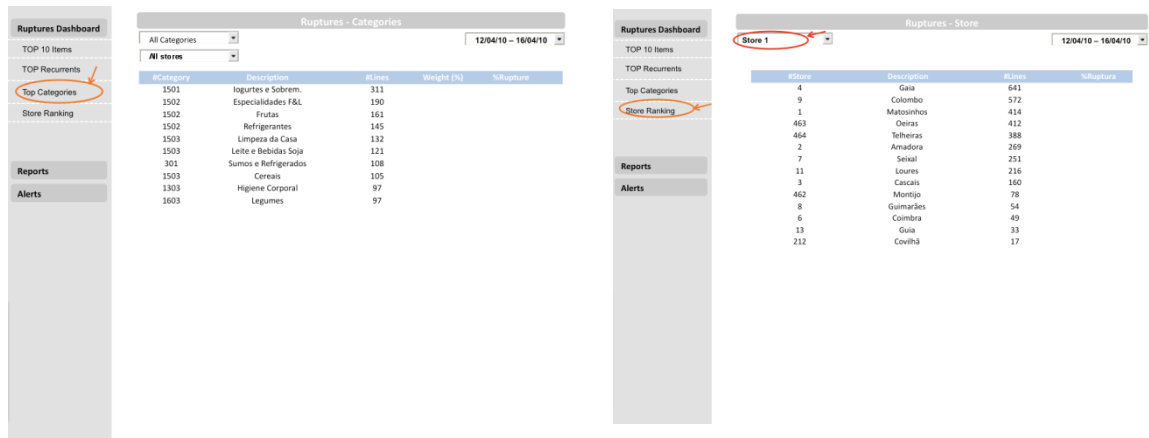 Ruptures Dashboard
TOP 10 Items
TOP Recurrents
Top Categories
Store Ranking
Reports
Alerts
Ruptures - Categories
All Categories
12/04/10 – 16/04/10
All stores
#Category Description #Lines Weight (%) %Rupture
1501 Iogurtes e Sobrem. 311
1502 Especialidades F&L 190
1502 Frutas 161
1502 Refrigerantes 145
1503 Limpeza da Casa 132
1503 Leite e Bebidas Soja 121
301 Sumos e Refrigerados 108
1503 Cereais 105
1303 Higiene Corporal 97
1603 Legumes 97
Ruptures Dashboard
TOP 10 Items
TOP Recurrents
Top Categories
Store Ranking
Reports
Alerts
Ruptures - Store
Store 1
12/04/10 – 16/04/10
#Store Description #Lines %Ruptura
4 Gaia 641
9 Colombo 572
1 Matosinhos 414
463 Oeiras 412
464 Telheiras 388
2 Amadora 269
7 Seixal 251
11 Loures 216
3 Cascais 160
462 Montijo 78
8 Guimarães 54
6 Coimbra 49
13 Guia 33
212 Covilhã 17